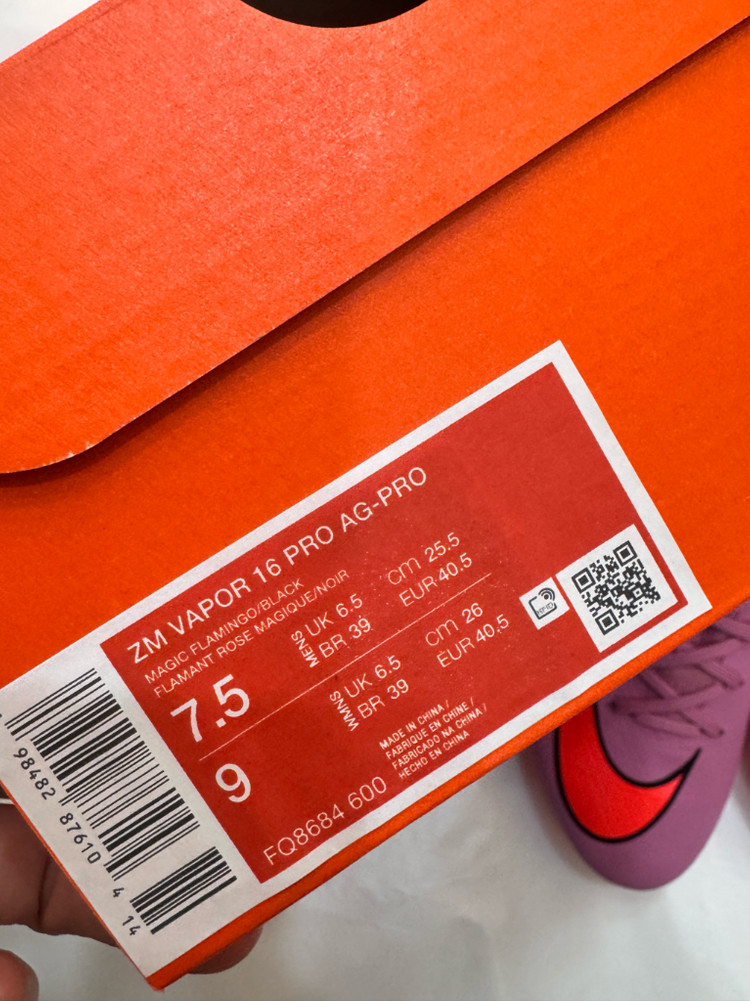 ZM VAPOR 16 PRO AG-PRO
MAGIC FLAMINGO/BLACK
FLAMANT ROSE MAGIQUE/NOIR
7.5
MENS
UK 6.5
BR 39
CM 25.5
EUR 40.5
9
WMNS
UK 6.5
BR 39
CM 26
EUR 40.5
FQ8684 600
MADE IN CHINA /
FABRIQUE EN CHINE /
FABRICADO NA CHINA /
HECHO EN CHINA
98482 87610 4 14